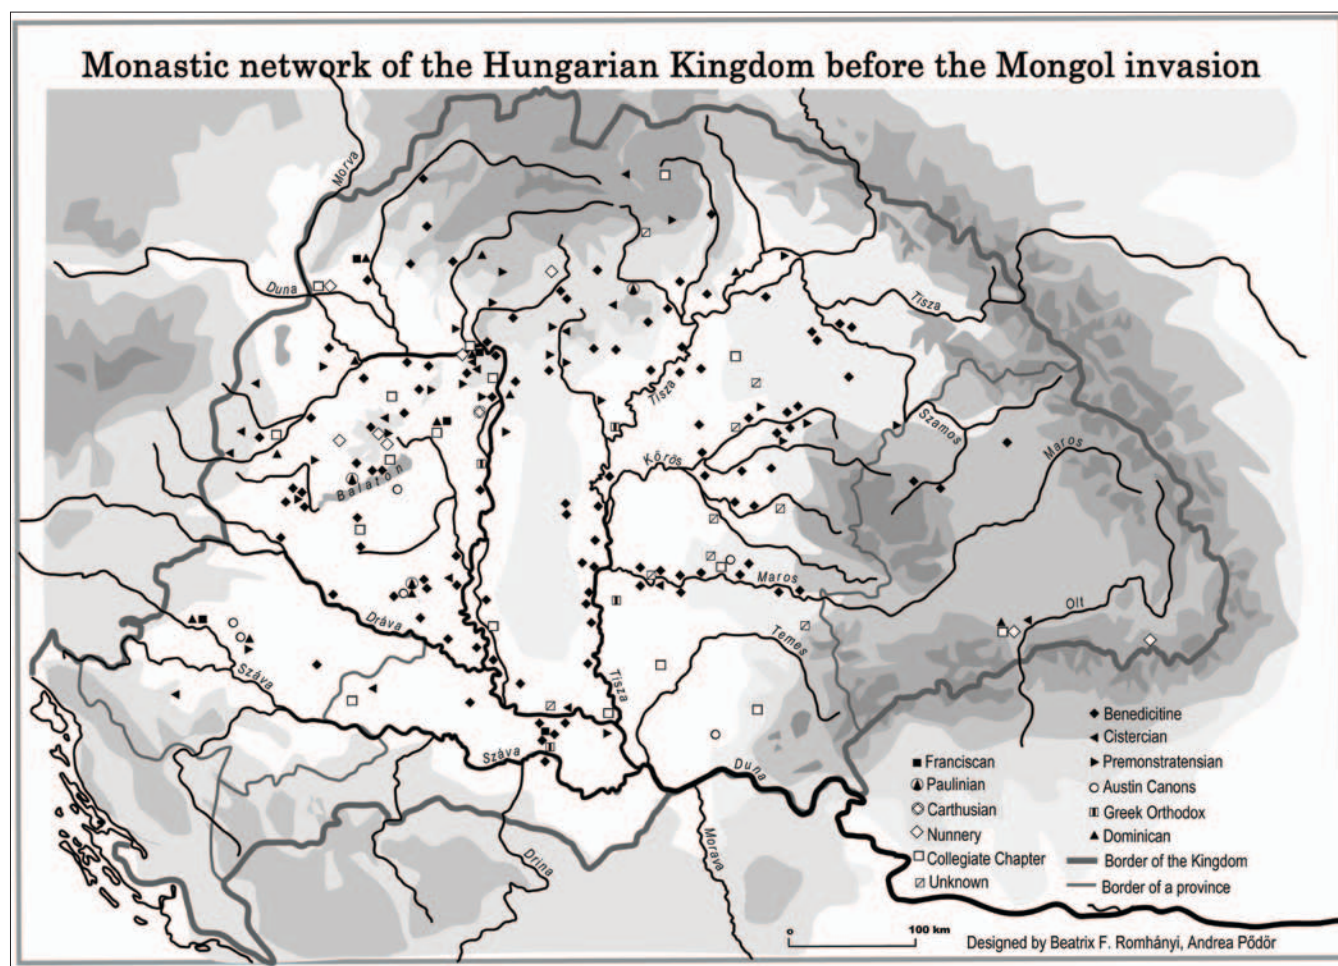 Monastic network of the Hungarian Kingdom before the Mongol invasion
Morva
Duna
Tisza
Tisza
Szamos
Maros
Körös
Balaton
Maros
Olt
Dráva
Temes
Száva
Tisza
Száva
Duna
Drina
Morava
Benedicitine
Cistercian
Franciscan
Premonstratensian
Paulinian
Austin Canons
Carthusian
Greek Orthodox
Nunnery
Dominican
Collegiate Chapter
Border of the Kingdom
Unknown
Border of a province
0 100 km
Designed by Beatrix F. Romhányi, Andrea Pődör